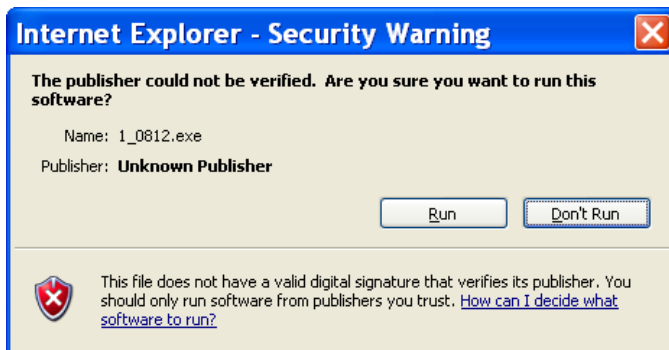 Internet Explorer - Security Warning
The publisher could not be verified.  Are you sure you want to run this
software?
Name: 1_0812.exe
Publisher: Unknown Publisher
Run
Don't Run
This file does not have a valid digital signature that verifies its publisher. You
should only run software from publishers you trust. How can I decide what
software to run?